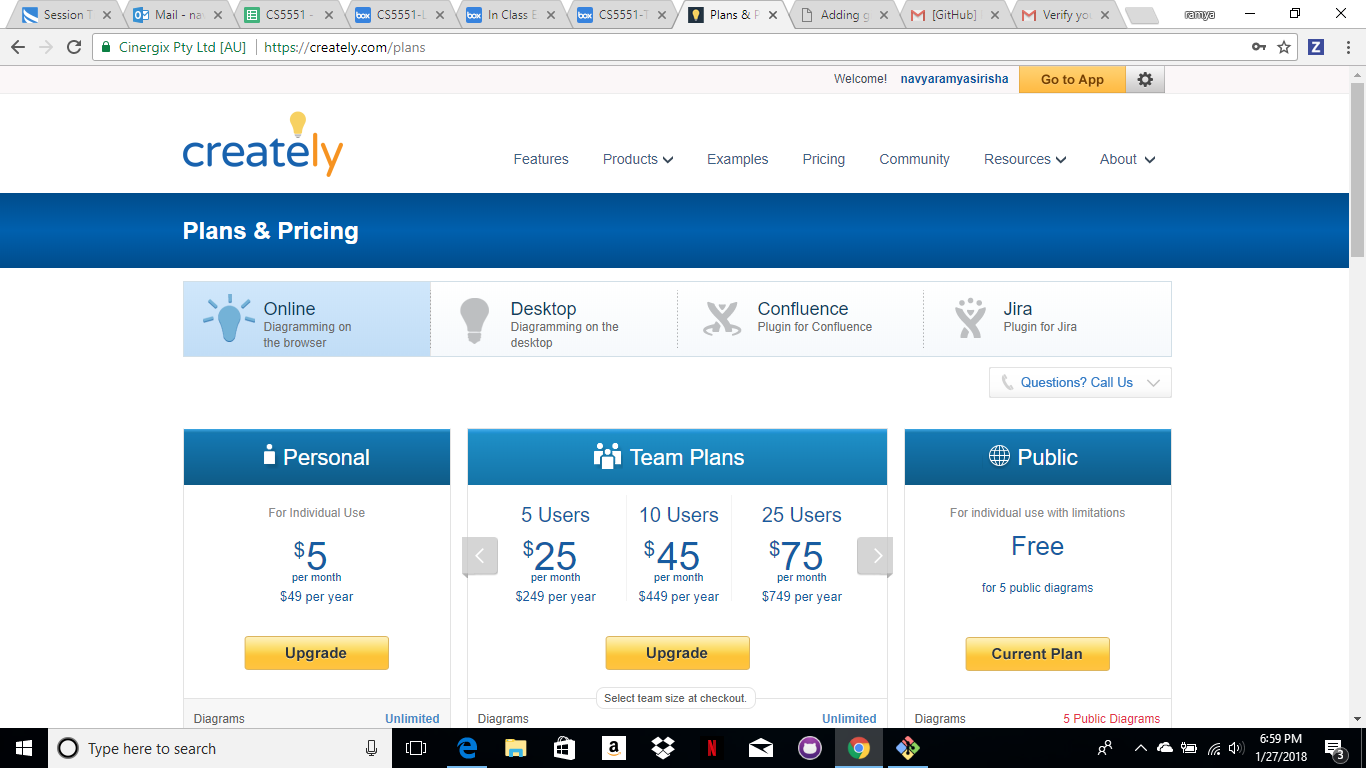 Session T
Mail - na
CS5551 -
CS5551-L
In Class E
CS5551-T
Plans & P
Adding g
[GitHub]
Verify yo
ramya
Cinergix Pty Ltd [AU]
https://creately.com/plans
Welcome! navyaramyasirisha
Go to App
creately
Features
Products
Examples
Pricing
Community
Resources
About
Plans & Pricing
Online
Diagramming on
the browser
Desktop
Diagramming on the
desktop
Confluence
Plugin for Confluence
Jira
Plugin for Jira
Questions? Call Us
Personal
For Individual Use
$5
per month
$49 per year
Upgrade
Diagrams Unlimited
Team Plans
5 Users
$25
per month
$249 per year
10 Users
$45
per month
$449 per year
25 Users
$75
per month
$749 per year
Upgrade
Select team size at checkout.
Diagrams Unlimited
Public
For individual use with limitations
Free
for 5 public diagrams
Current Plan
Diagrams 5 Public Diagrams
Type here to search
6:59 PM
1/27/2018
3